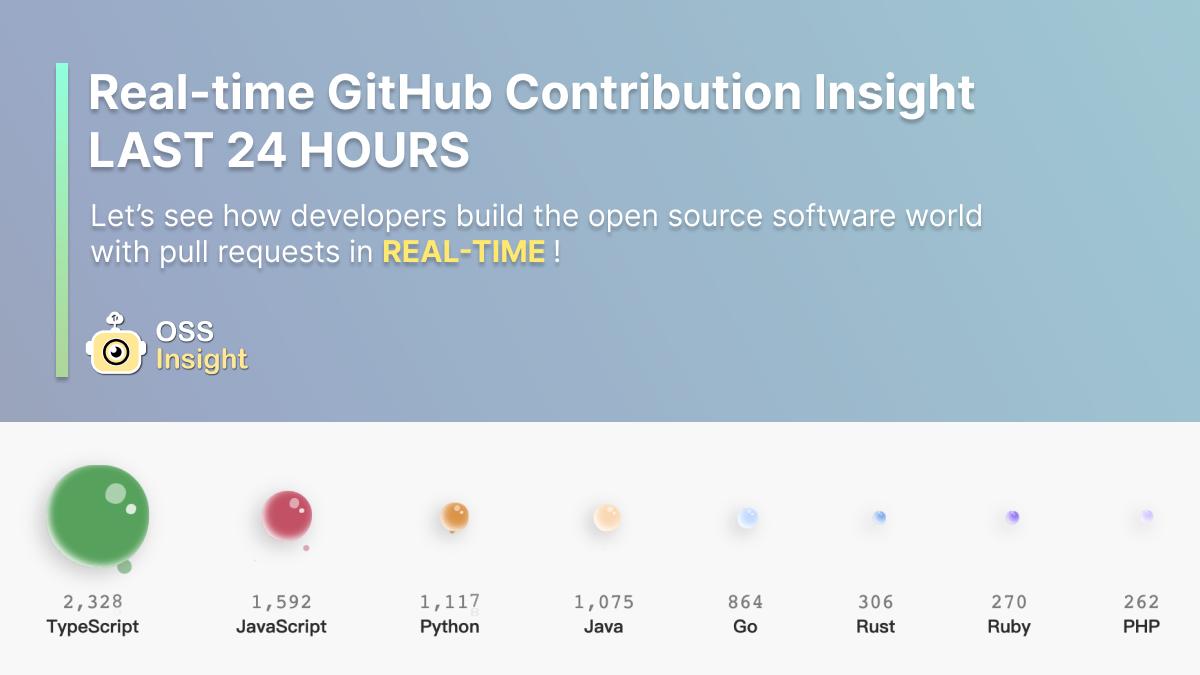 Real-time GitHub Contribution Insight
LAST 24 HOURS
Let’s see how developers build the open source software world
with pull requests in REAL-TIME !
OSS
Insight
2,328
TypeScript
1,592
JavaScript
1,117
Python
1,075
Java
864
Go
306
Rust
270
Ruby
262
PHP